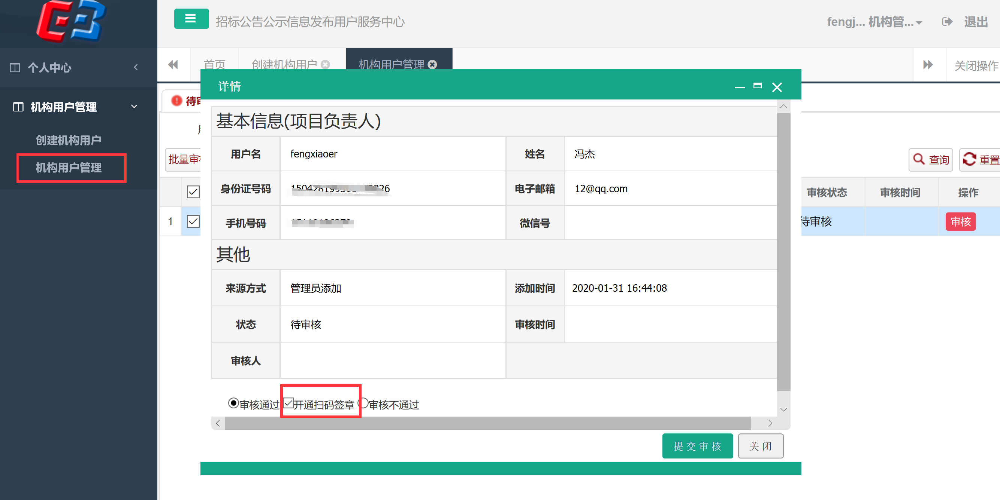 招标公告公示信息发布用户服务中心
fengj... 机构管...
退出
个人中心
首页
创建机构用户
机构用户管理
关闭操作
机构用户管理
创建机构用户
机构用户管理
待
批量审
详情
基本信息(项目负责人)
用户名 fengxiaoer 姓名 冯杰
身份证号码 电子邮箱 12@qq.com
手机号码 微信号
其他
来源方式 管理员添加 添加时间 2020-01-31 16:44:08
状态 待审核 审核时间
审核人
审核通过 开通扫码签章 审核不通过
提交审核 关闭
查询 重置
审核状态 审核时间 操作
1 待审核 审核